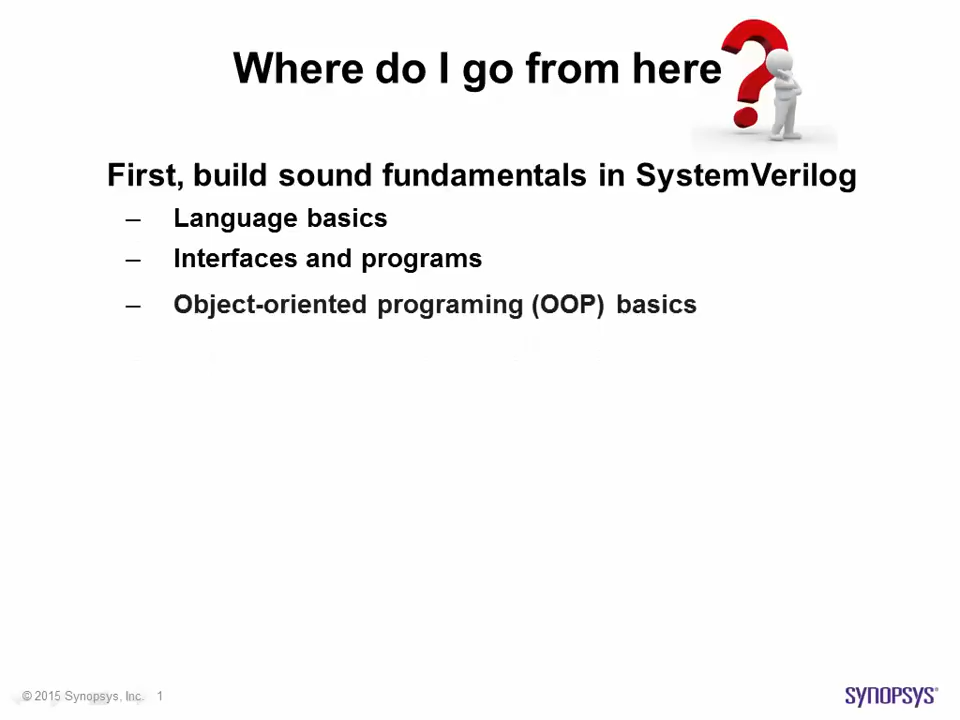 Where do I go from here
First, build sound fundamentals in SystemVerilog
– Language basics
– Interfaces and programs
– Object-oriented programing (OOP) basics
© 2015 Synopsys, Inc. 1
SYNOPSYS®